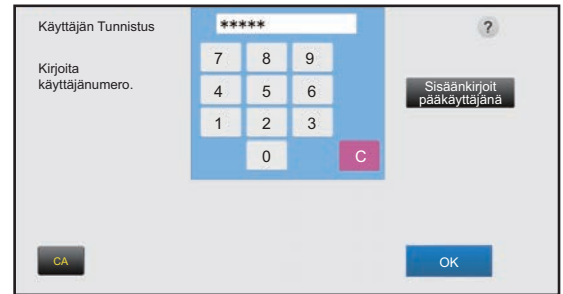 Käyttäjän Tunnistus
*****
?
Kirjoita
käyttäjänumero.
7 8 9
4 5 6
1 2 3
0 C
Sisäänkirjoit
pääkäyttäjänä
CA
OK